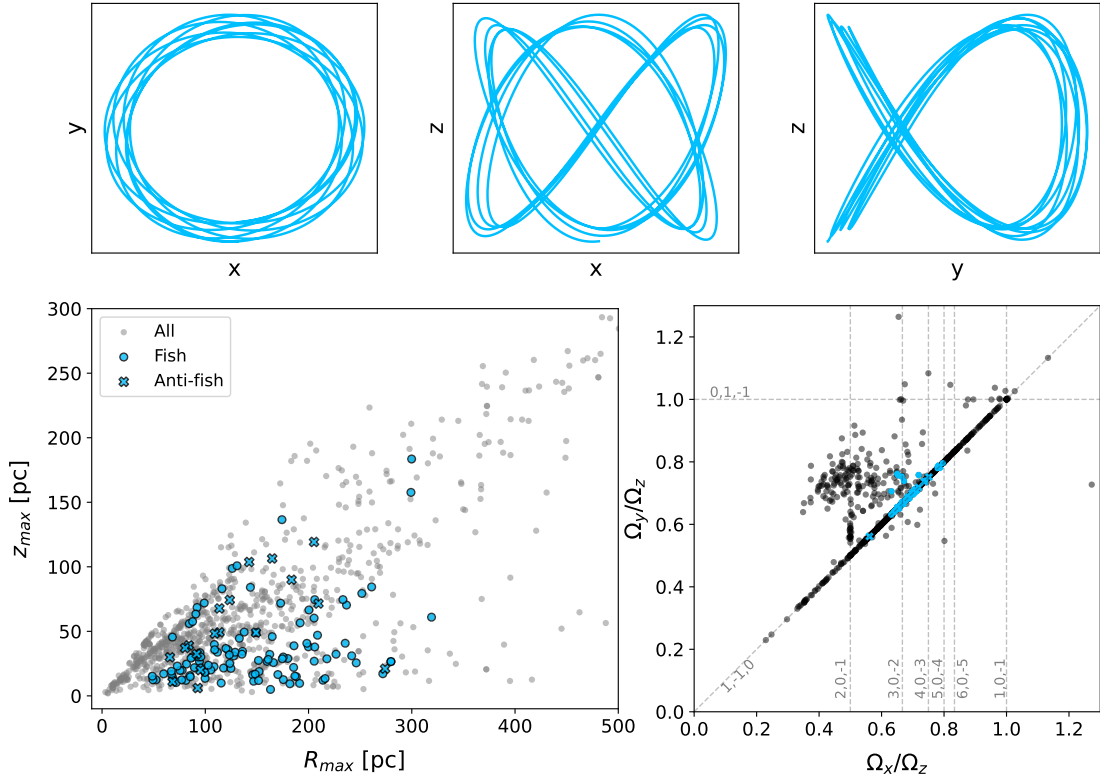 y
x
z
x
z
y
300
250
200
150
100
50
0
z_max [pc]
All
Fish
Anti-fish
0
100
200
300
400
500
R_max [pc]
1.2
1.0
0.8
0.6
0.4
0.2
0.0
Ω_y/Ω_z
0,1,-1
1,-1,0
2,0,-1
3,0,-2
4,0,-3
5,0,-4
6,0,-5
1,0,-1
0.0
0.2
0.4
0.6
0.8
1.0
1.2
Ω_x/Ω_z